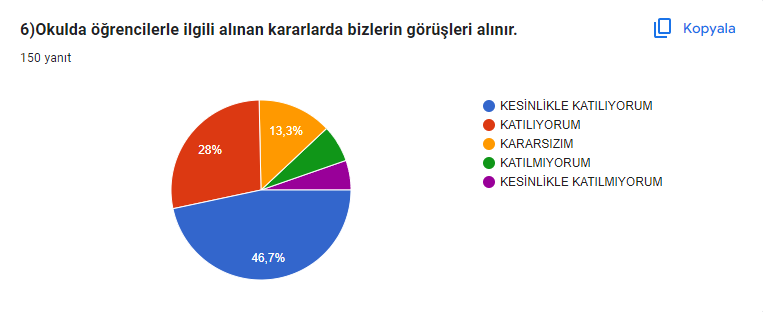 6)Okulda öğrencilerle ilgili alınan kararlarda bizlerin görüşleri alınır.
Kopyala
150 yanıt
KESİNLİKLE KATILIYORUM
KATILIYORUM
KARARSIZIM
KATILMIYORUM
KESİNLİKLE KATILMIYORUM
13,3%
28%
46,7%